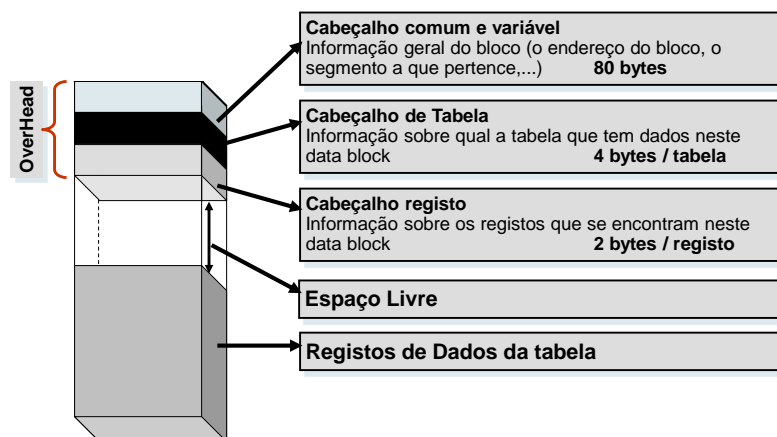 Cabeçalho comum e variável
Informação geral do bloco (o endereço do bloco, o
segmento a que pertence,...) 80 bytes
OverHead
Cabeçalho de Tabela
Informação sobre qual a tabela que tem dados neste
data block 4 bytes / tabela
Cabeçalho registo
Informação sobre os registos que se encontram neste
data block 2 bytes / registo
Espaço Livre
Registos de Dados da tabela